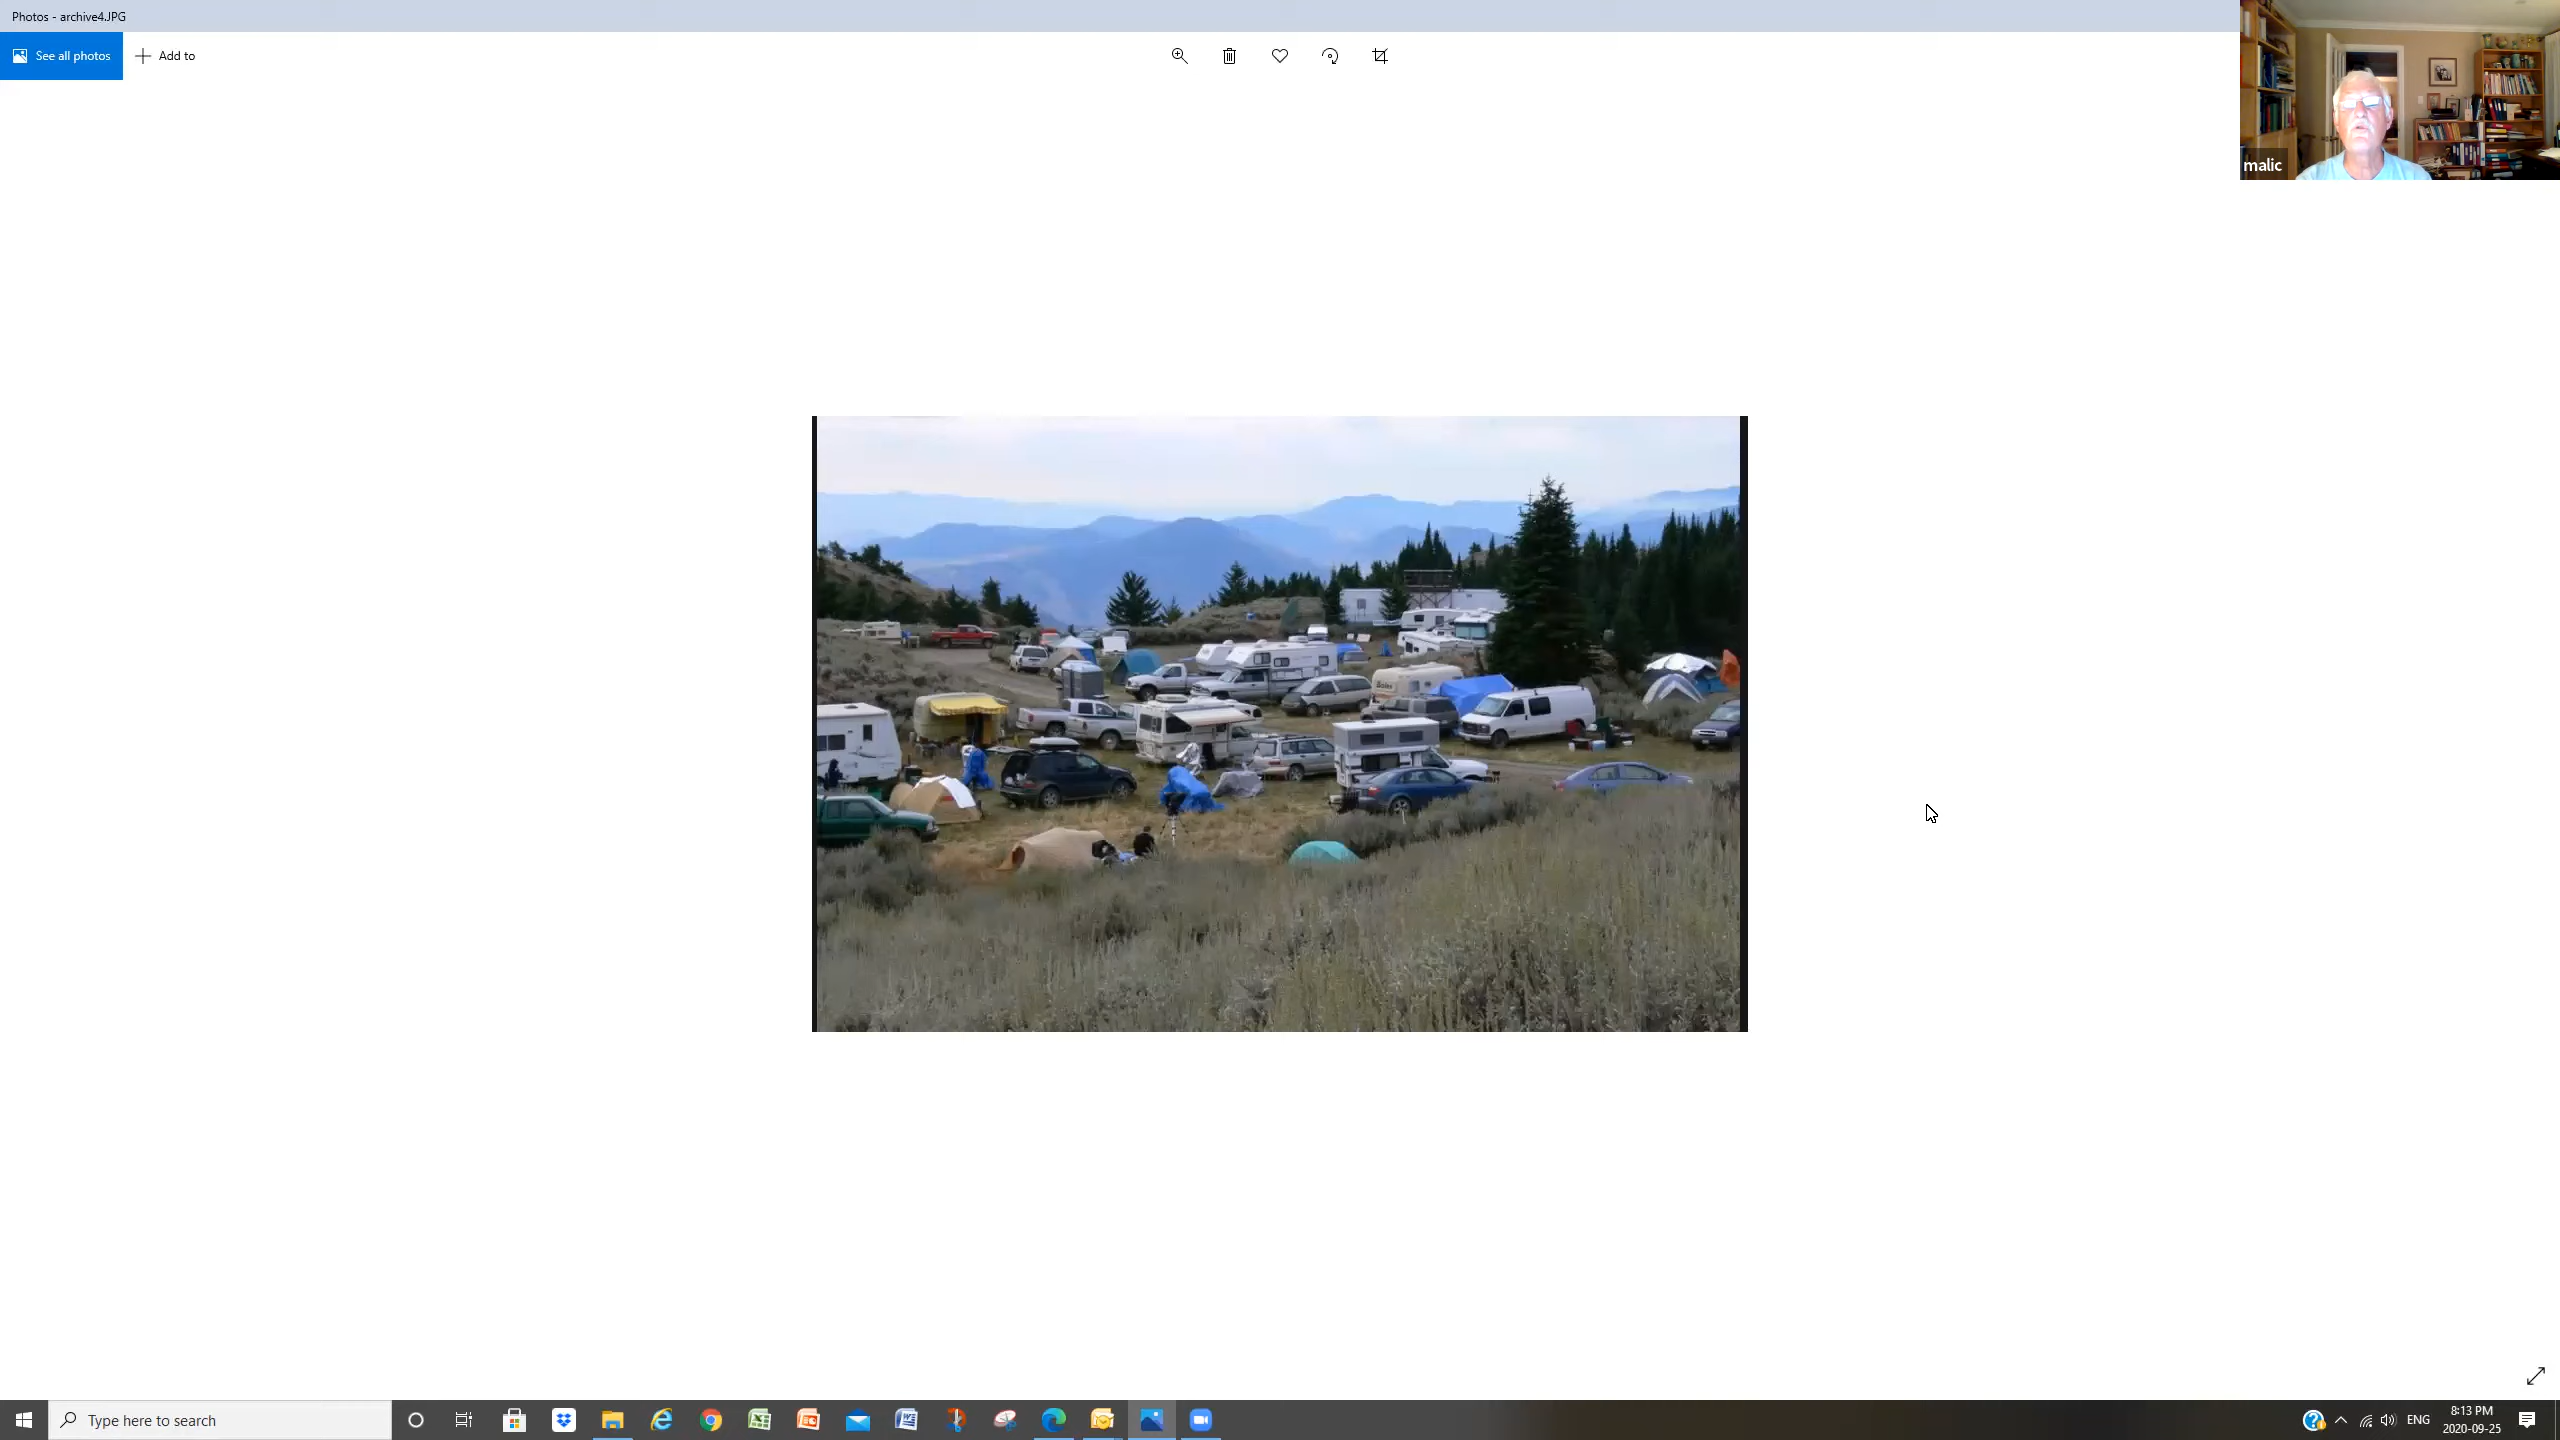 Photos - archive4.JPG
See all photos
Add to
malic
Type here to search
ENG
8:13 PM
2020-09-25